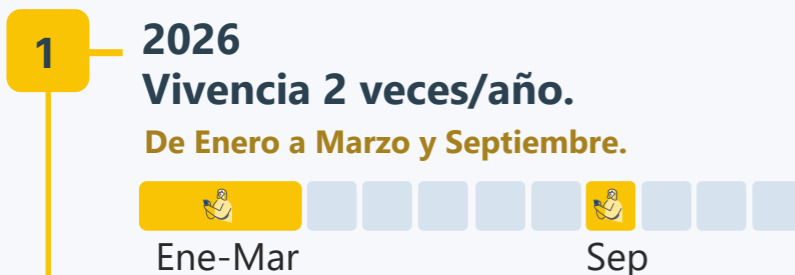 1
2026
Vivencia 2 veces/año.
De Enero a Marzo y Septiembre.
Ene-Mar
Sep